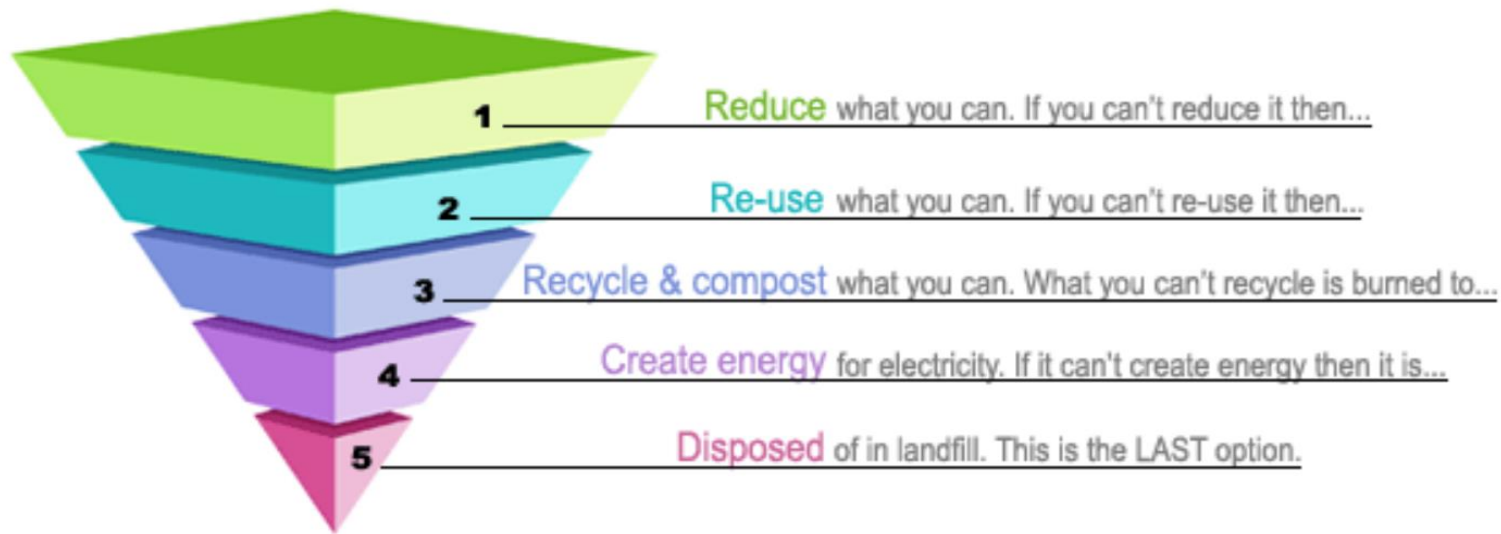 1 Reduce what you can. If you can't reduce it then...
2 Re-use what you can. If you can't re-use it then...
3 Recycle & compost what you can. What you can't recycle is burned to...
4 Create energy for electricity. If it can't create energy then it is...
5 Disposed of in landfill. This is the LAST option.